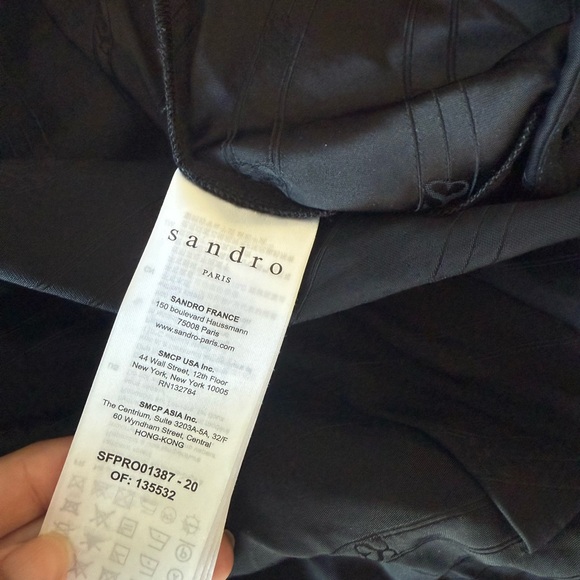 sandro
PARIS
SANDRO FRANCE
150 boulevard Haussmann
75008 Paris
www.sandro-paris.com
SMCP USA Inc.
44 Wall Street, 12th Floor
New York, New York 10005
RN132784
SMCP ASIA Inc.
The Centrium, Suite 3203A-5A, 32/F
60 Wyndham Street, Central
HONG-KONG
SFPRO01387 - 20
OF: 135532